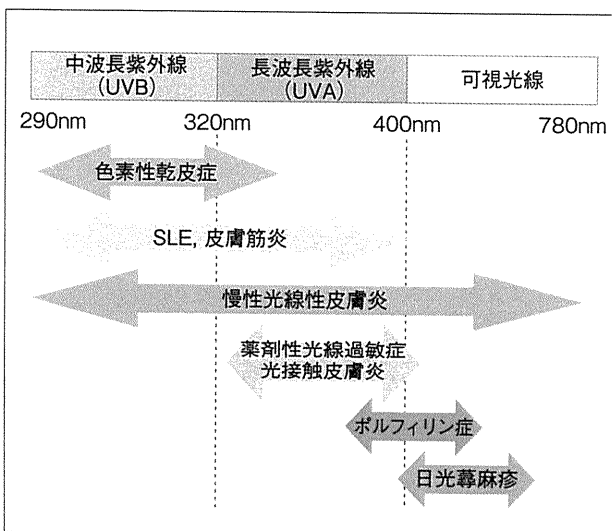 中波長紫外線 長波長紫外線 可視光線
(UVB) (UVA)
290nm 320nm 400nm 780nm
色素性乾皮症
SLE, 皮膚筋炎
慢性光線性皮膚炎
薬剤性光線過敏症
光接触皮膚炎
ポルフィリン症
日光蕁麻疹